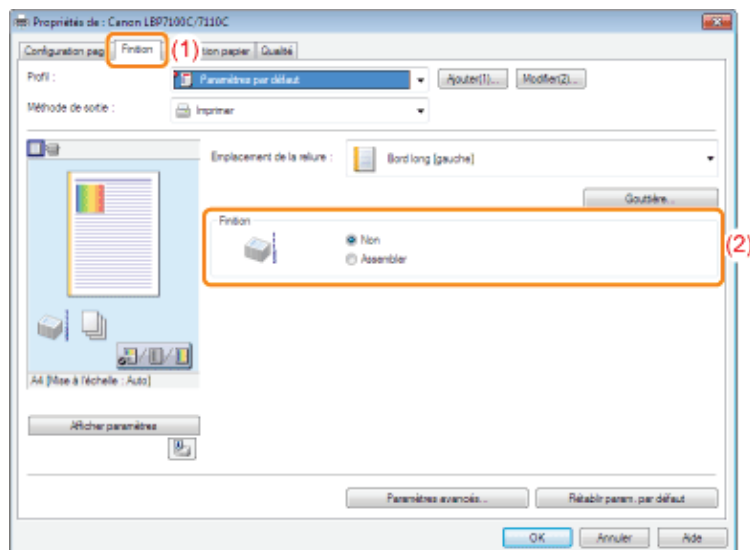 Propriétés de : Canon LBP7100C/7110C
Configuration pag Finition (1) tion papier Qualité
Profil : Paramètres par défaut Ajouter(1)... Modifier(2)...
Méthode de sortie : Imprimer
Emplacement de la reliure : Bord long [gauche]
Gouttière...
Finition
Non
(2)
Assembler
A4 [Mise à l'échelle : Auto]
Afficher paramètres
Paramètres avancés... Rétablir param. par défaut
OK Annuler Aide